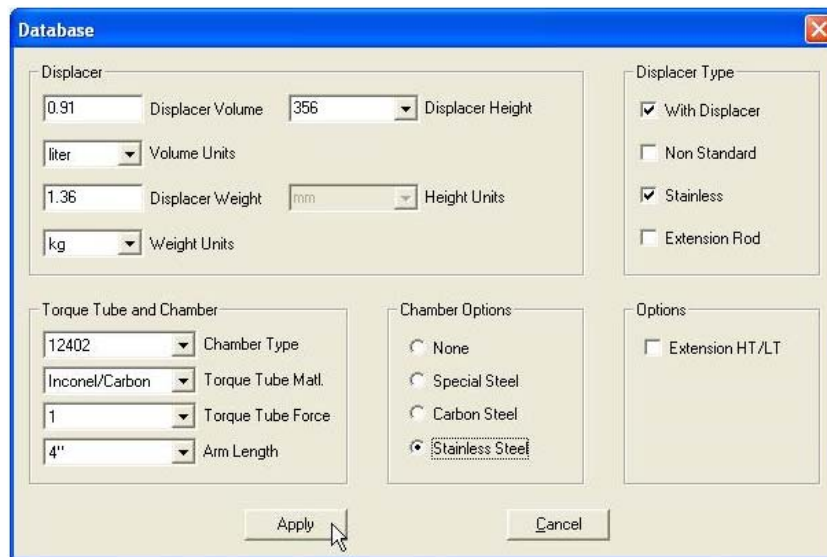 Database
Displacer
0.91 Displacer Volume 356 Displacer Height
liter Volume Units
1.36 Displacer Weight mm Height Units
kg Weight Units
Displacer Type
With Displacer
Non Standard
Stainless
Extension Rod
Torque Tube and Chamber
12402 Chamber Type
Inconel/Carbon Torque Tube Matl.
1 Torque Tube Force
4" Arm Length
Chamber Options
None
Special Steel
Carbon Steel
Stainless Steel
Options
Extension HT/LT
Apply
Cancel